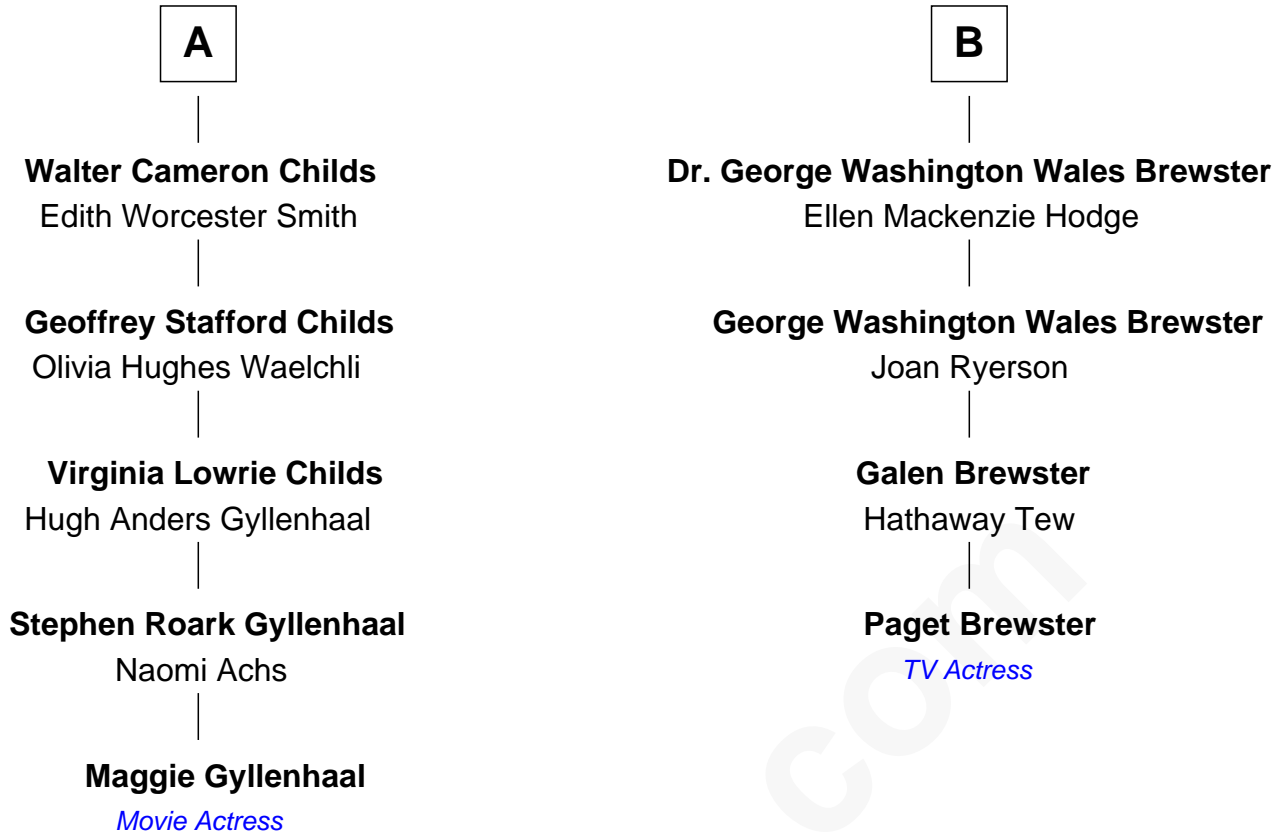 A
Walter Cameron Childs
Edith Worcester Smith
Geoffrey Stafford Childs
Olivia Hughes Waelchli
Virginia Lowrie Childs
Hugh Anders Gyllenhaal
Stephen Roark Gyllenhaal
Naomi Achs
Maggie Gyllenhaal
Movie Actress
B
Dr. George Washington Wales Brewster
Ellen Mackenzie Hodge
George Washington Wales Brewster
Joan Ryerson
Galen Brewster
Hathaway Tew
Paget Brewster
TV Actress
com